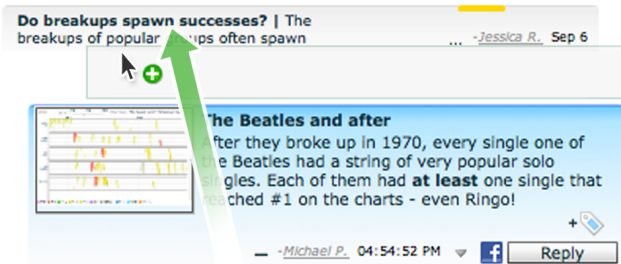 Do breakups spawn successes? | The
breakups of popular groups often spawn
... -Jessica R. Sep 6
The Beatles and after
After they broke up in 1970, every single one of
the Beatles had a string of very popular solo
singles. Each of them had at least one single that
reached #1 on the charts - even Ringo!
+
-Michael P. 04:54:52 PM f Reply